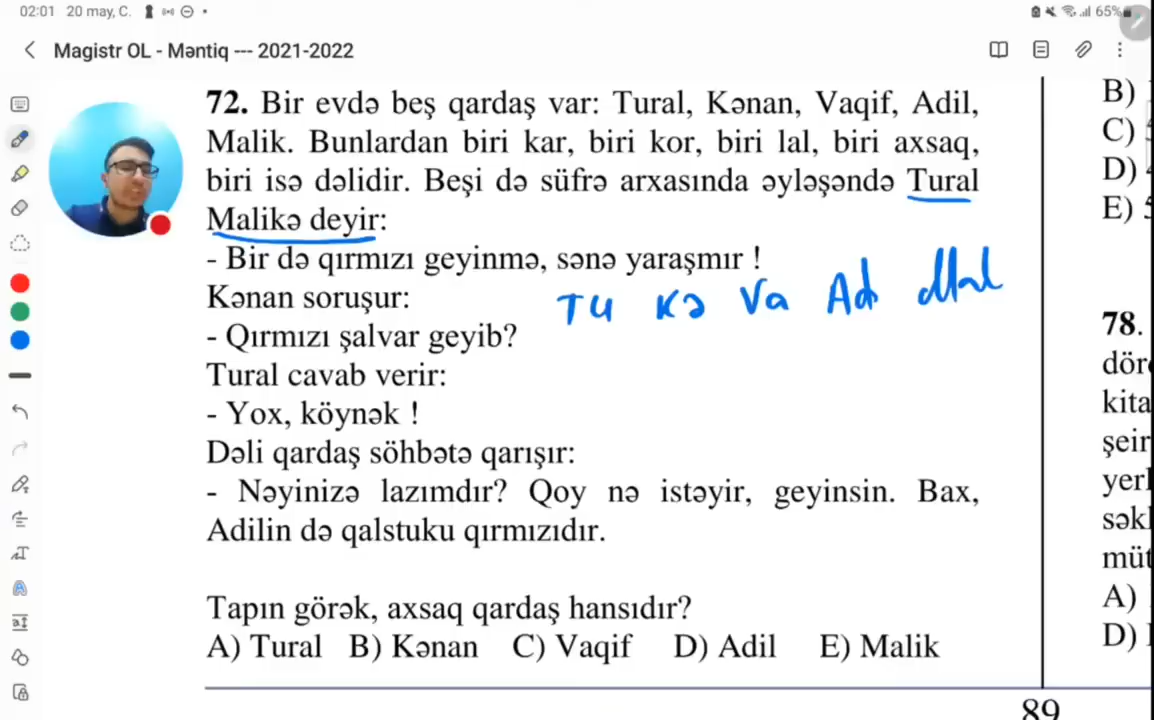 02:01 20 may, C.
65%
Magistr OL - Məntiq --- 2021-2022
72. Bir evdə beş qardaş var: Tural, Kənan, Vaqif, Adil,
Malik. Bunlardan biri kar, biri kor, biri lal, biri axsaq,
biri isə dəlidir. Beşi də süfrə arxasında əyləşəndə Tural
Malikə deyir:
- Bir də qırmızı geyinmə, sənə yaraşmır !
Kənan soruşur:
Tu Kə Va Ad Mal
- Qırmızı şalvar geyib?
Tural cavab verir:
- Yox, köynək !
Dəli qardaş söhbətə qarışır:
- Nəyinizə lazımdır? Qoy nə istəyir, geyinsin. Bax,
Adilin də qalstuku qırmızıdır.
Tapın görək, axsaq qardaş hansıdır?
A) Tural B) Kənan C) Vaqif D) Adil E) Malik
89
B)
C)
D)
E)
78.
A)
D)